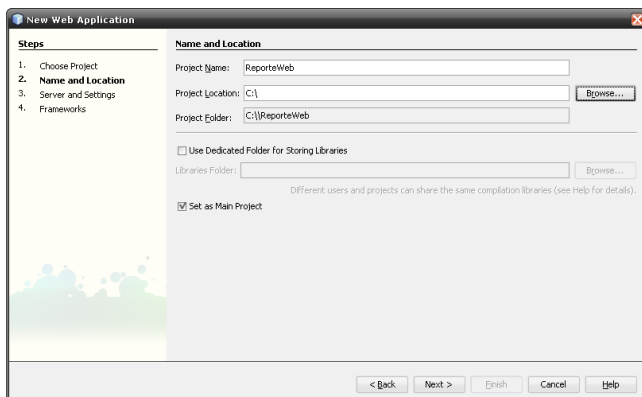 New Web Application
Steps
1. Choose Project
2. Name and Location
3. Server and Settings
4. Frameworks
Name and Location
Project Name: ReporteWeb
Project Location: C:\ Browse...
Project Folder: C:\\ReporteWeb
Use Dedicated Folder for Storing Libraries
Libraries Folder: Browse...
Different users and projects can share the same compilation libraries (see Help for details).
Set as Main Project
< Back Next > Finish Cancel Help